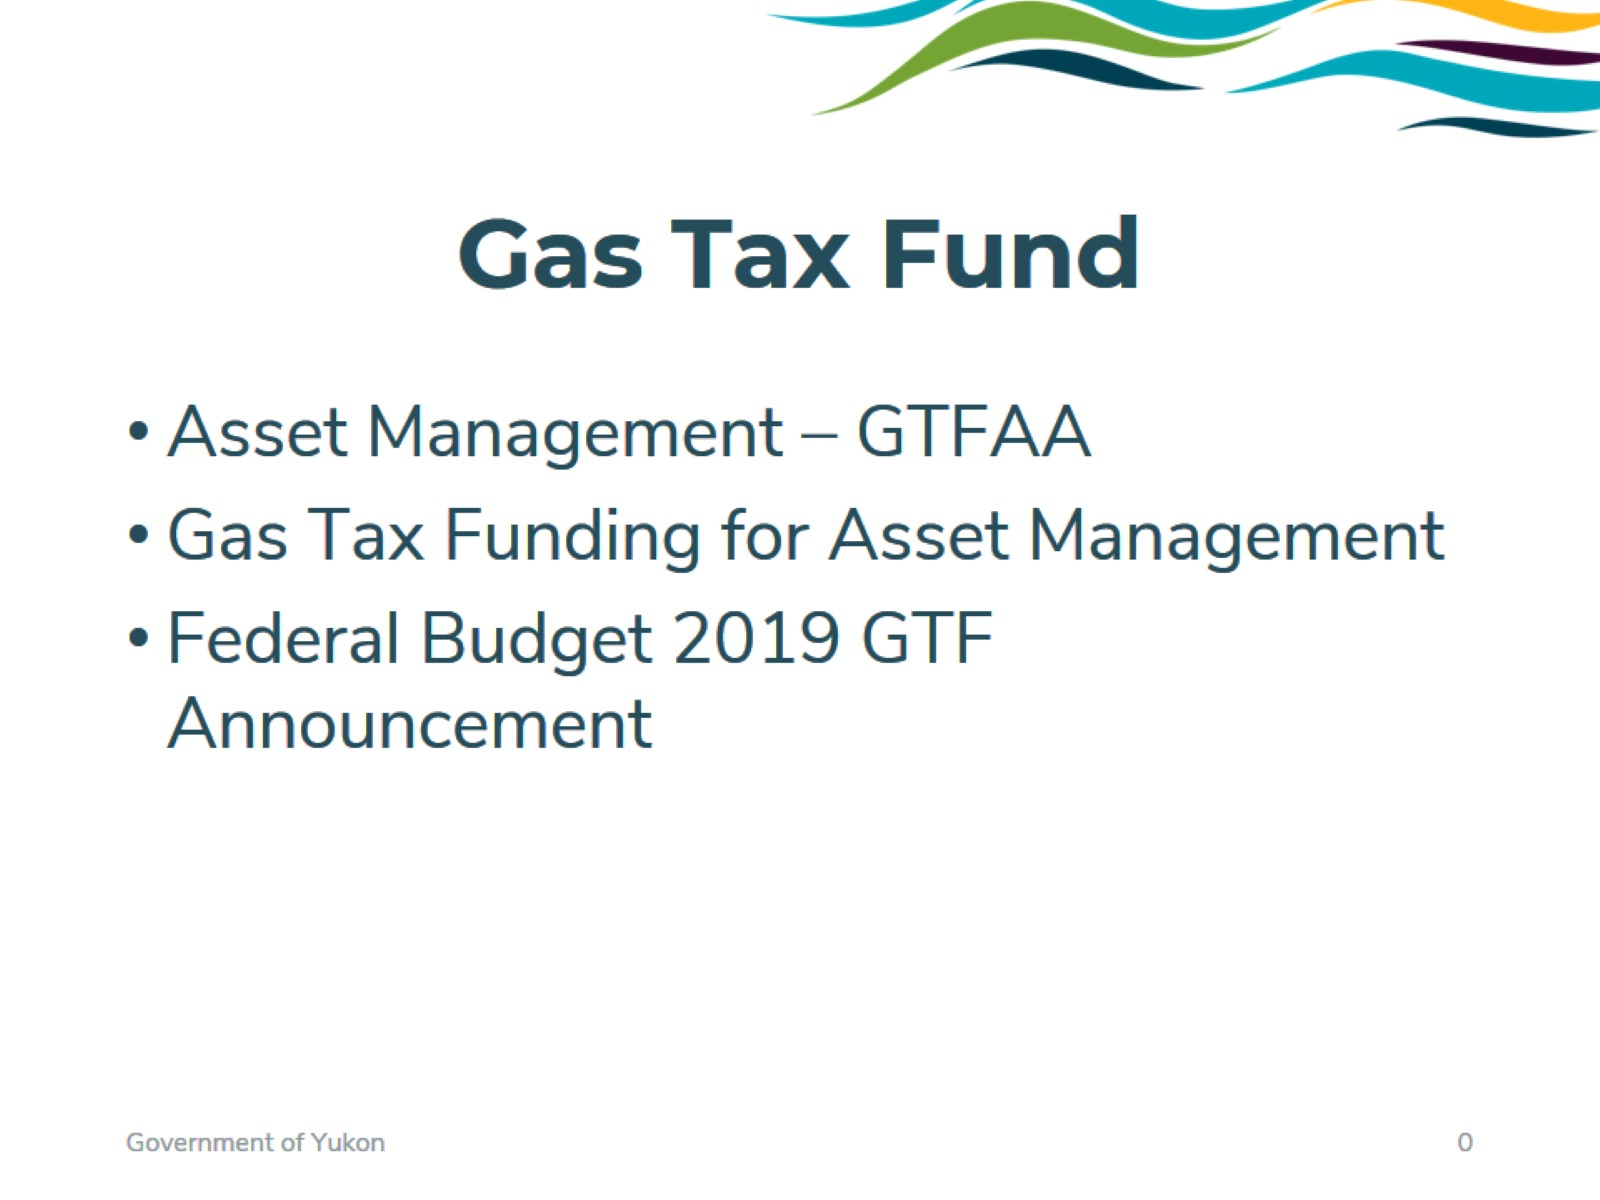 Gas Tax Fund
• Asset Management – GTFAA
• Gas Tax Funding for Asset Management
• Federal Budget 2019 GTF
Announcement
Government of Yukon
0